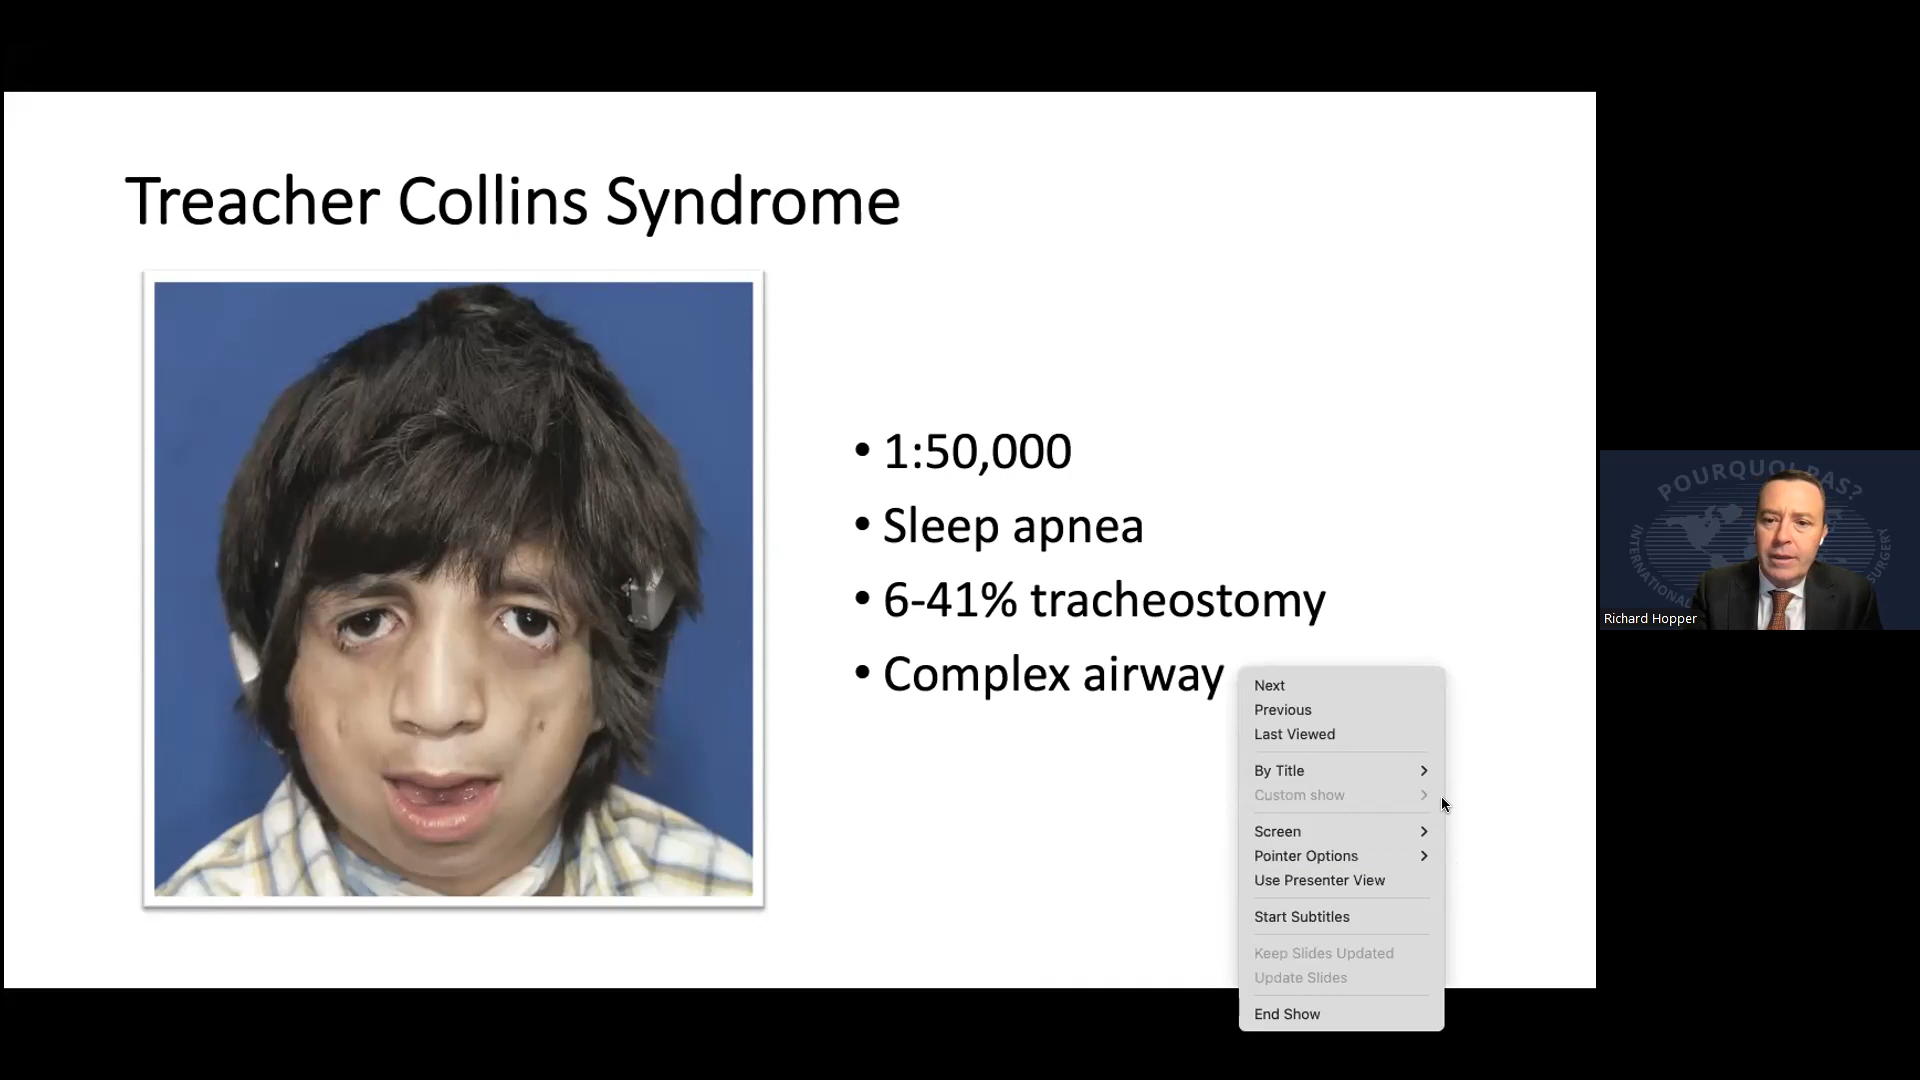 Treacher Collins Syndrome
• 1:50,000
• Sleep apnea
• 6-41% tracheostomy
• Complex airway
Next
Previous
Last Viewed
By Title
Custom show
Screen
Pointer Options
Use Presenter View
Start Subtitles
Keep Slides Updated
Update Slides
End Show
POURQUOI PAS?
INTERNATIONAL
SURGERY
Richard Hopper